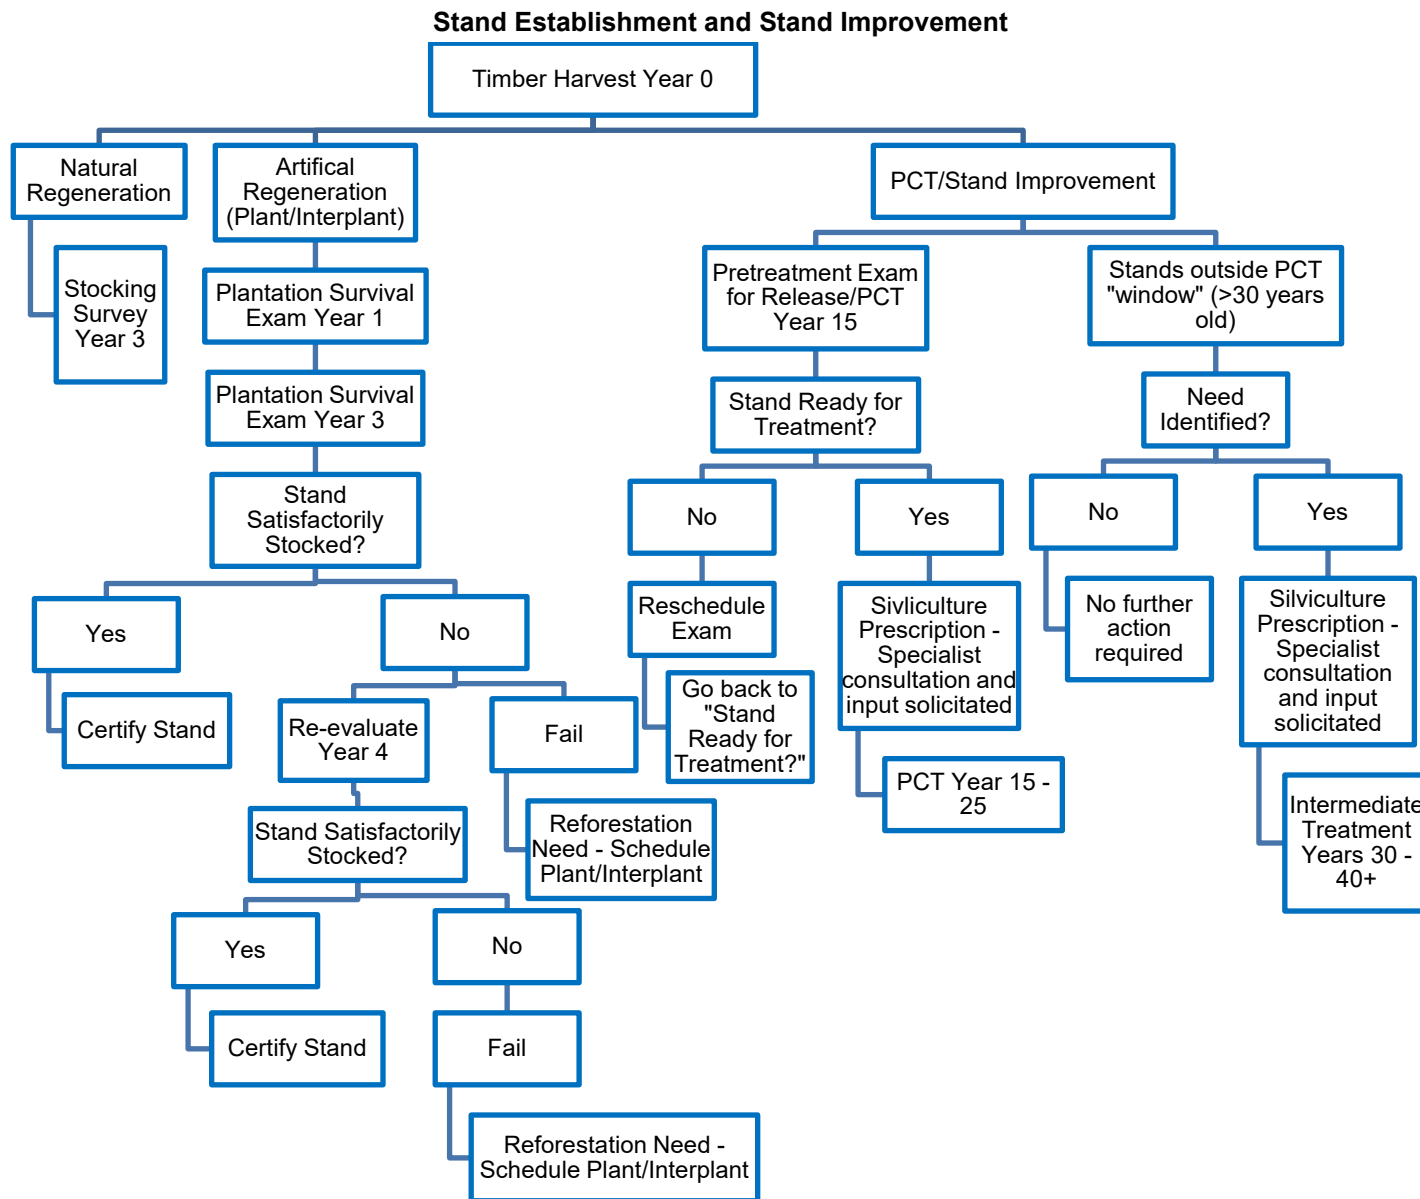 Stand Establishment and Stand Improvement
Timber Harvest Year 0
Natural
Regeneration
Stocking
Survey
Year 3
Artifical
Regeneration
(Plant/Interplant)
Plantation Survival
Exam Year 1
Plantation Survival
Exam Year 3
Stand
Satisfactorily
Stocked?
Yes
Certify Stand
No
Re-evaluate
Year 4
Stand Satisfactorily
Stocked?
Yes
Certify Stand
No
Fail
Reforestation Need -
Schedule Plant/Interplant
Fail
Reforestation
Need - Schedule
Plant/Interplant
PCT/Stand Improvement
Pretreatment Exam
for Release/PCT
Year 15
Stand Ready for
Treatment?
No
Reschedule
Exam
Go back to
"Stand
Ready for
Treatment?"
Yes
Sivliculture
Prescription -
Specialist
consultation and
input solicitated
PCT Year 15 -
25
Stands outside PCT
"window" (>30 years
old)
Need
Identified?
No
No further
action
required
Yes
Silviculture
Prescription -
Specialist
consultation
and input
solicitated
Intermediate
Treatment
Years 30 -
40+